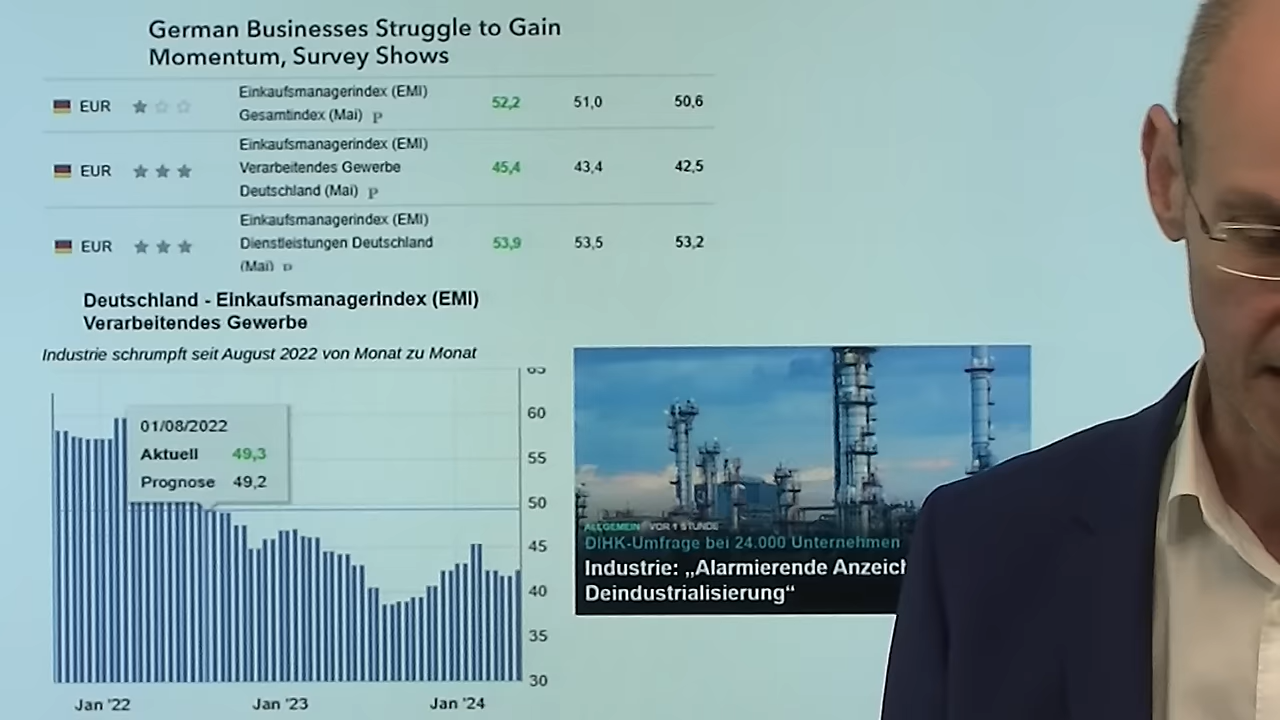 German Businesses Struggle to Gain
Momentum, Survey Shows
EUR
Einkaufsmanagerindex (EMI)
Gesamtindex (Mai) P
52,2 51,0 50,6
EUR
Einkaufsmanagerindex (EMI)
Verarbeitendes Gewerbe
Deutschland (Mai) P
45,4 43,4 42,5
EUR
Einkaufsmanagerindex (EMI)
Dienstleistungen Deutschland
(Mai) P
53,9 53,5 53,2
Deutschland - Einkaufsmanagerindex (EMI)
Verarbeitendes Gewerbe
Industrie schrumpft seit August 2022 von Monat zu Monat
65
60
55
50
45
40
35
30
01/08/2022
Aktuell 49,3
Prognose 49,2
Jan '22 Jan '23 Jan '24
ALLGEMEIN VOR 1 STUNDE
DIHK-Umfrage bei 24.000 Unternehmen
Industrie: „Alarmierende Anzeich
Deindustrialisierung“